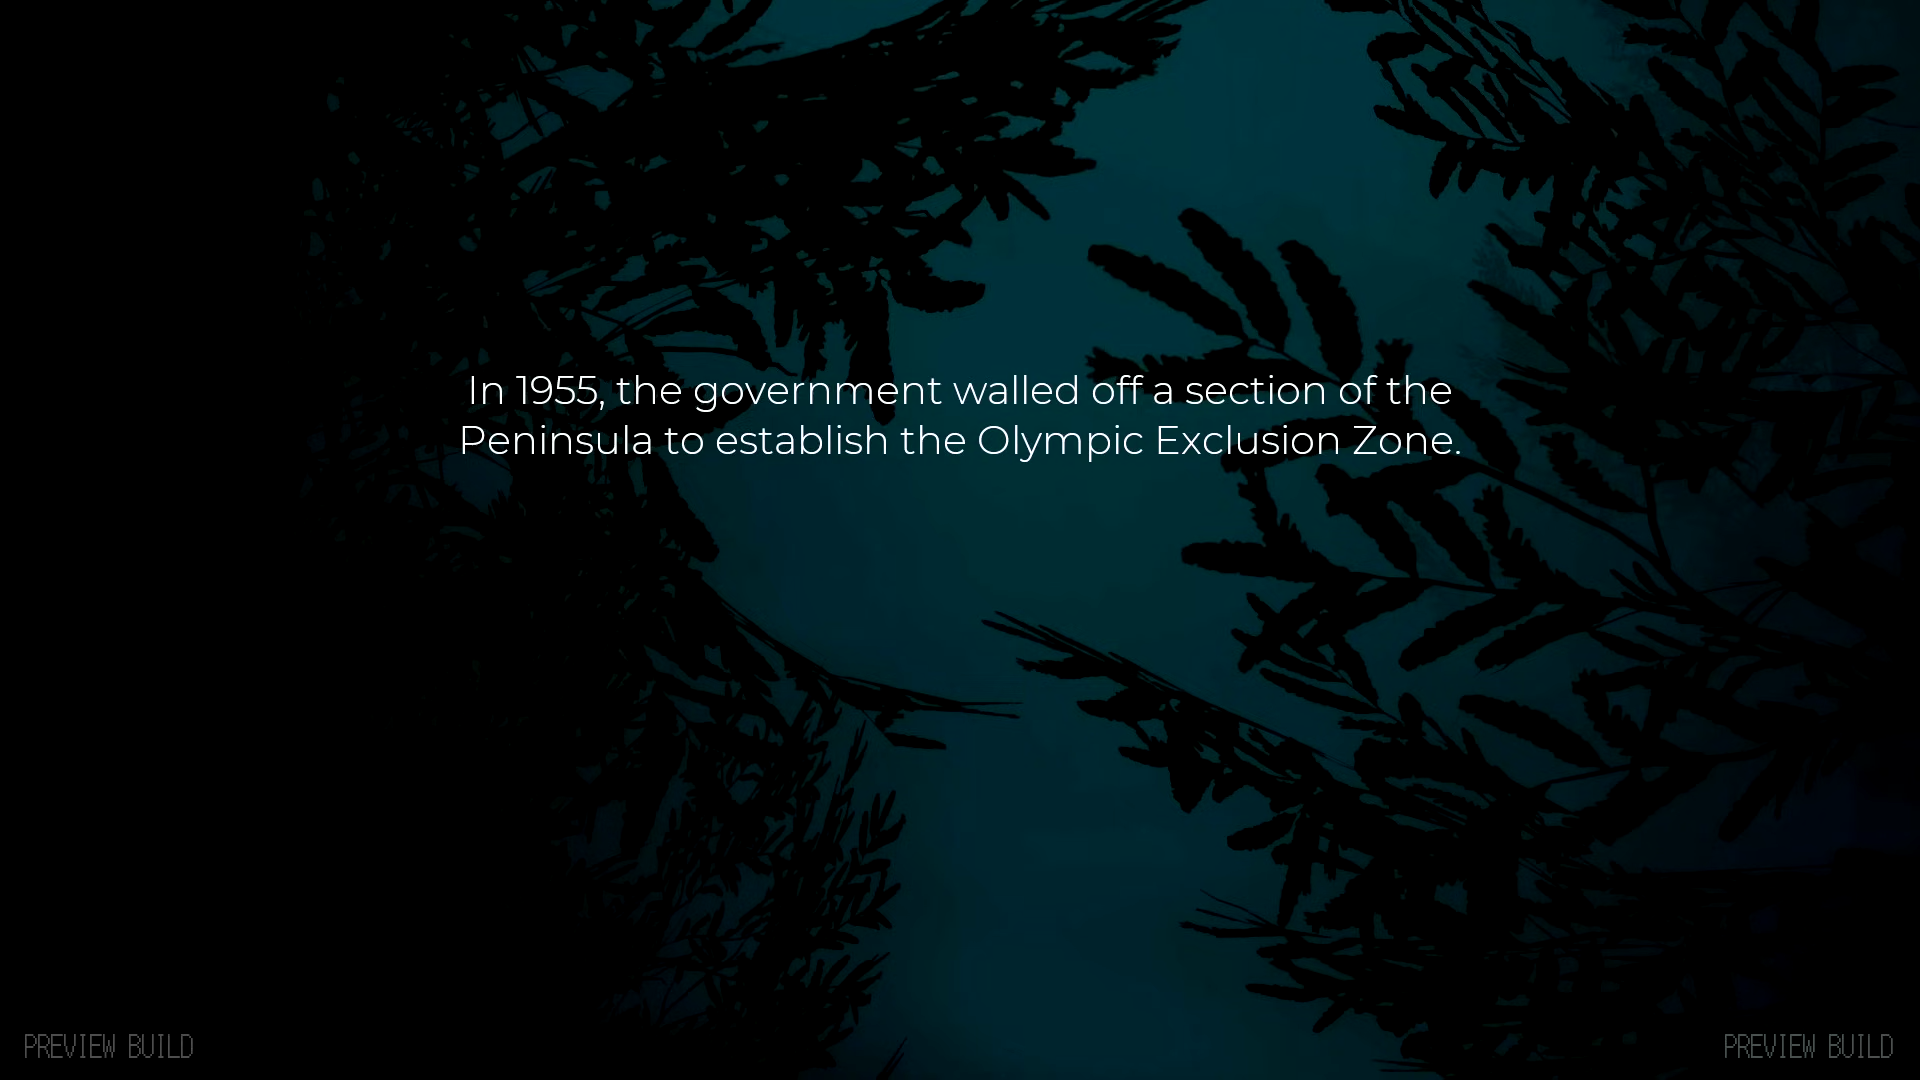 In 1955, the government walled off a section of the
Peninsula to establish the Olympic Exclusion Zone.
PREVIEW BUILD
PREVIEW BUILD